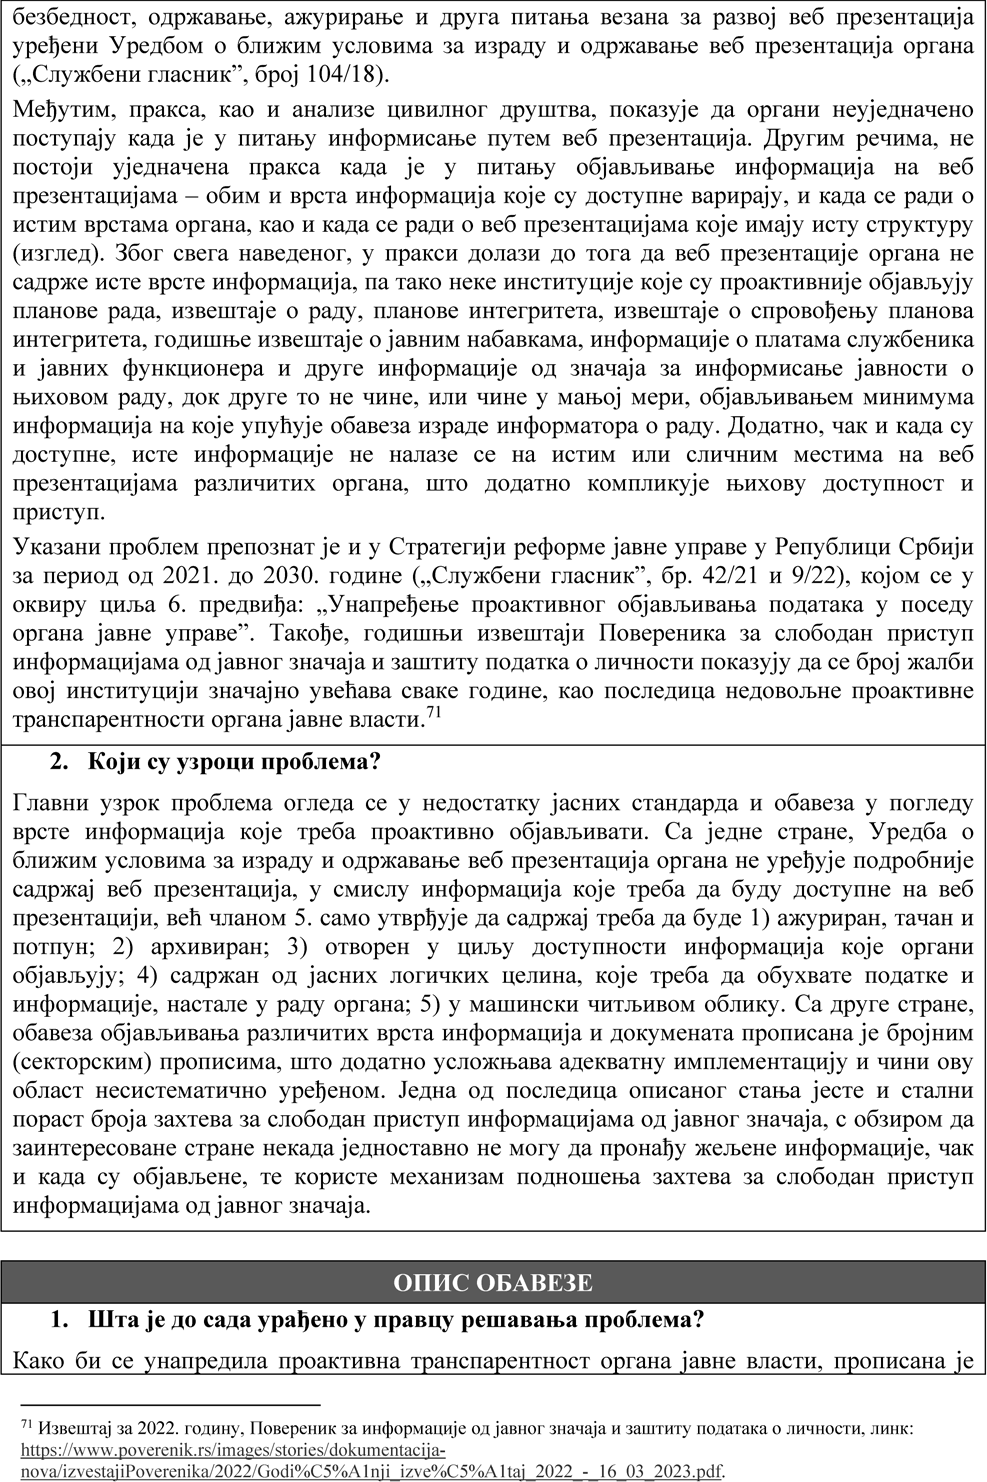 безбедност, одржавање, ажурирање и друга питања везана за развој веб презентација
уређени Уредбом о ближим условима за израду и одржавање веб презентација органа
(„Службени гласник”, број 104/18).
Међутим, пракса, као и анализе цивилног друштва, показује да органи неуједначено
поступају када је у питању информисање путем веб презентација. Другим речима, не
постоји уједначена пракса када је у питању објављивање информација на веб
презентацијама – обим и врста информација које су доступне варирају, и када се ради о
истим врстама органа, као и када се ради о веб презентацијама које имају исту структуру
(изглед). Због свега наведеног, у пракси долази до тога да веб презентације органа не
садрже исте врсте информација, па тако неке институције које су проактивније објављују
планове рада, извештаје о раду, планове интегритета, извештаје о спровођењу планова
интегритета, годишње извештаје о јавним набавкама, информације о платама службеника
и јавних функционера и друге информације од значаја за информисање јавности о
њиховом раду, док друге то не чине, или чине у мањој мери, објављивањем минимума
информација на које упућује обавеза израде информатора о раду. Додатно, чак и када су
доступне, исте информације не налазе се на истим или сличним местима на веб
презентацијама различитих органа, што додатно компликује њихову доступност и
приступ.
Указани проблем препознат је и у Стратегији реформе јавне управе у Републици Србији
за период од 2021. до 2030. године („Службени гласник”, бр. 42/21 и 9/22), којом се у
оквиру циља 6. предвиђа: „Унапређење проактивног објављивања података у поседу
органа јавне управе”. Такође, годишњи извештаји Повереника за слободан приступ
информацијама од јавног значаја и заштиту податка о личности показују да се број жалби
овој институцији значајно увећава сваке године, као последица недовољне проактивне
транспарентности органа јавне власти.71
2. Који су узроци проблема?
Главни узрок проблема огледа се у недостатку јасних стандарда и обавеза у погледу
врсте информација које треба проактивно објављивати. Са једне стране, Уредба о
ближим условима за израду и одржавање веб презентација органа не уређује подробније
садржај веб презентација, у смислу информација које треба да буду доступне на веб
презентацији, већ чланом 5. само утврђује да садржај треба да буде 1) ажуриран, тачан и
потпун; 2) архивиран; 3) отворен у циљу доступности информација које органи
објављују; 4) садржан од јасних логичких целина, које треба да обухвате податке и
информације, настале у раду органа; 5) у машински читљивом облику. Са друге стране,
обавеза објављивања различитих врста информација и докумената прописана је бројним
(секторским) прописима, што додатно усложњава адекватну имплементацију и чини ову
област несистематично уређеном. Једна од последица описаног стања јесте и стални
пораст броја захтева за слободан приступ информацијама од јавног значаја, с обзиром да
заинтересоване стране некада једноставно не могу да пронађу жељене информације, чак
и када су објављене, те користе механизам подношења захтева за слободан приступ
информацијама од јавног значаја.
ОПИС ОБАВЕЗЕ
1. Шта је до сада урађено у правцу решавања проблема?
Како би се унапредила проактивна транспарентност органа јавне власти, прописана је
71 Извештај за 2022. годину, Повереник за информације од јавног значаја и заштиту података о личности, линк:
https://www.poverenik.rs/images/stories/dokumentacija-
nova/izvestajiPoverenika/2022/Godi%C5%A1nji_izve%C5%A1taj_2022_-_16_03_2023.pdf.